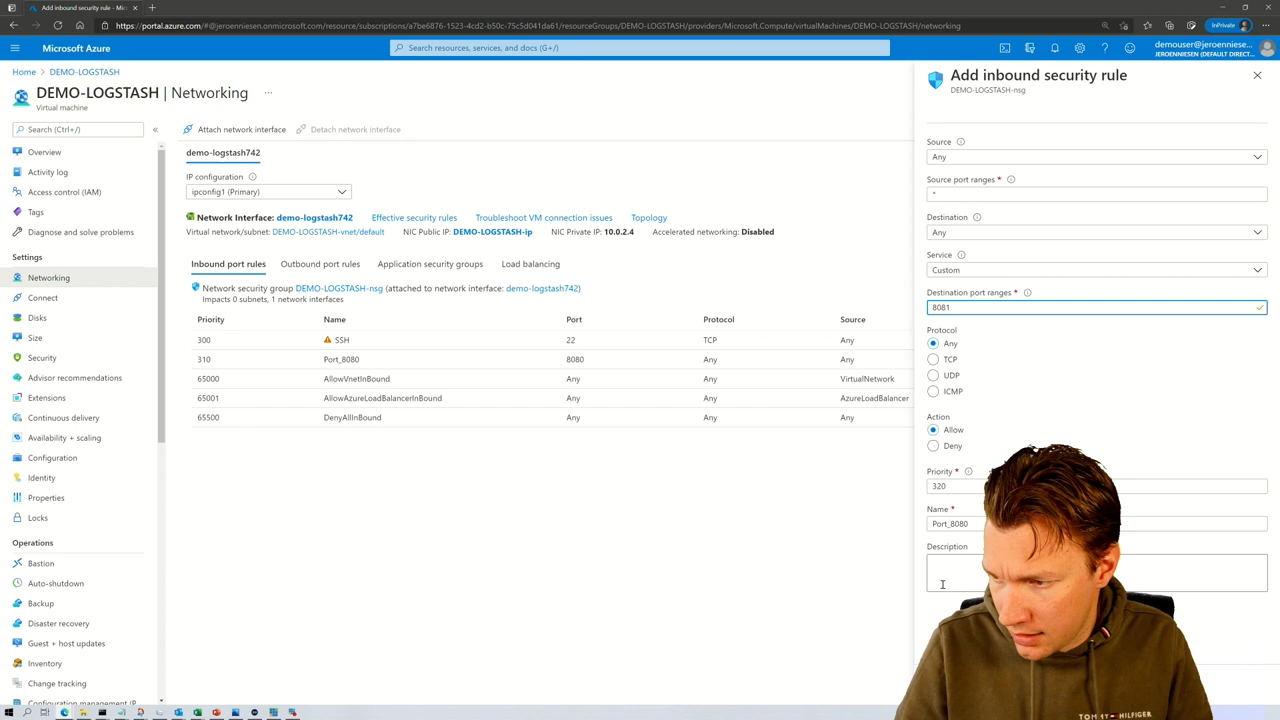 Add inbound security rule - Mic
https://portal.azure.com/#@jeroenniesen.onmicrosoft.com/resource/subscriptions/a7be6876-1523-4cd2-b50c-75c5d041da61/resourceGroups/DEMO-LOGSTASH/providers/Microsoft.Compute/virtualMachines/DEMO-LOGSTASH/networking
InPrivate
Microsoft Azure
Search resources, services, and docs (G+/)
demouser@jeroenniese...
JEROENNIESEN (DEFAULT DIRECT...
Home > DEMO-LOGSTASH
DEMO-LOGSTASH | Networking ...
Virtual machine
Search (Ctrl+/)
Overview
Activity log
Access control (IAM)
Tags
Diagnose and solve problems
Settings
Networking
Connect
Disks
Size
Security
Advisor recommendations
Extensions
Continuous delivery
Availability + scaling
Configuration
Identity
Properties
Locks
Operations
Bastion
Auto-shutdown
Backup
Disaster recovery
Guest + host updates
Inventory
Change tracking
Configuration management (P
Attach network interface Detach network interface
demo-logstash742
IP configuration
ipconfig1 (Primary)
Network Interface: demo-logstash742 Effective security rules Troubleshoot VM connection issues Topology
Virtual network/subnet: DEMO-LOGSTASH-vnet/default NIC Public IP: DEMO-LOGSTASH-ip NIC Private IP: 10.0.2.4 Accelerated networking: Disabled
Inbound port rules Outbound port rules Application security groups Load balancing
Network security group DEMO-LOGSTASH-nsg (attached to network interface: demo-logstash742)
Impacts 0 subnets, 1 network interfaces
Priority Name Port Protocol Source
300 SSH 22 TCP Any
310 Port_8080 8080 Any Any
65000 AllowVnetInBound Any Any VirtualNetwork
65001 AllowAzureLoadBalancerInBound Any Any AzureLoadBalancer
65500 DenyAllInBound Any Any Any
Add inbound security rule
DEMO-LOGSTASH-nsg
Source
Any
Source port ranges *
*
Destination
Any
Service
Custom
Destination port ranges *
8081
Protocol
Any
TCP
UDP
ICMP
Action
Allow
Deny
Priority *
320
Name *
Port_8080
Description
TOMMY HILFIGER